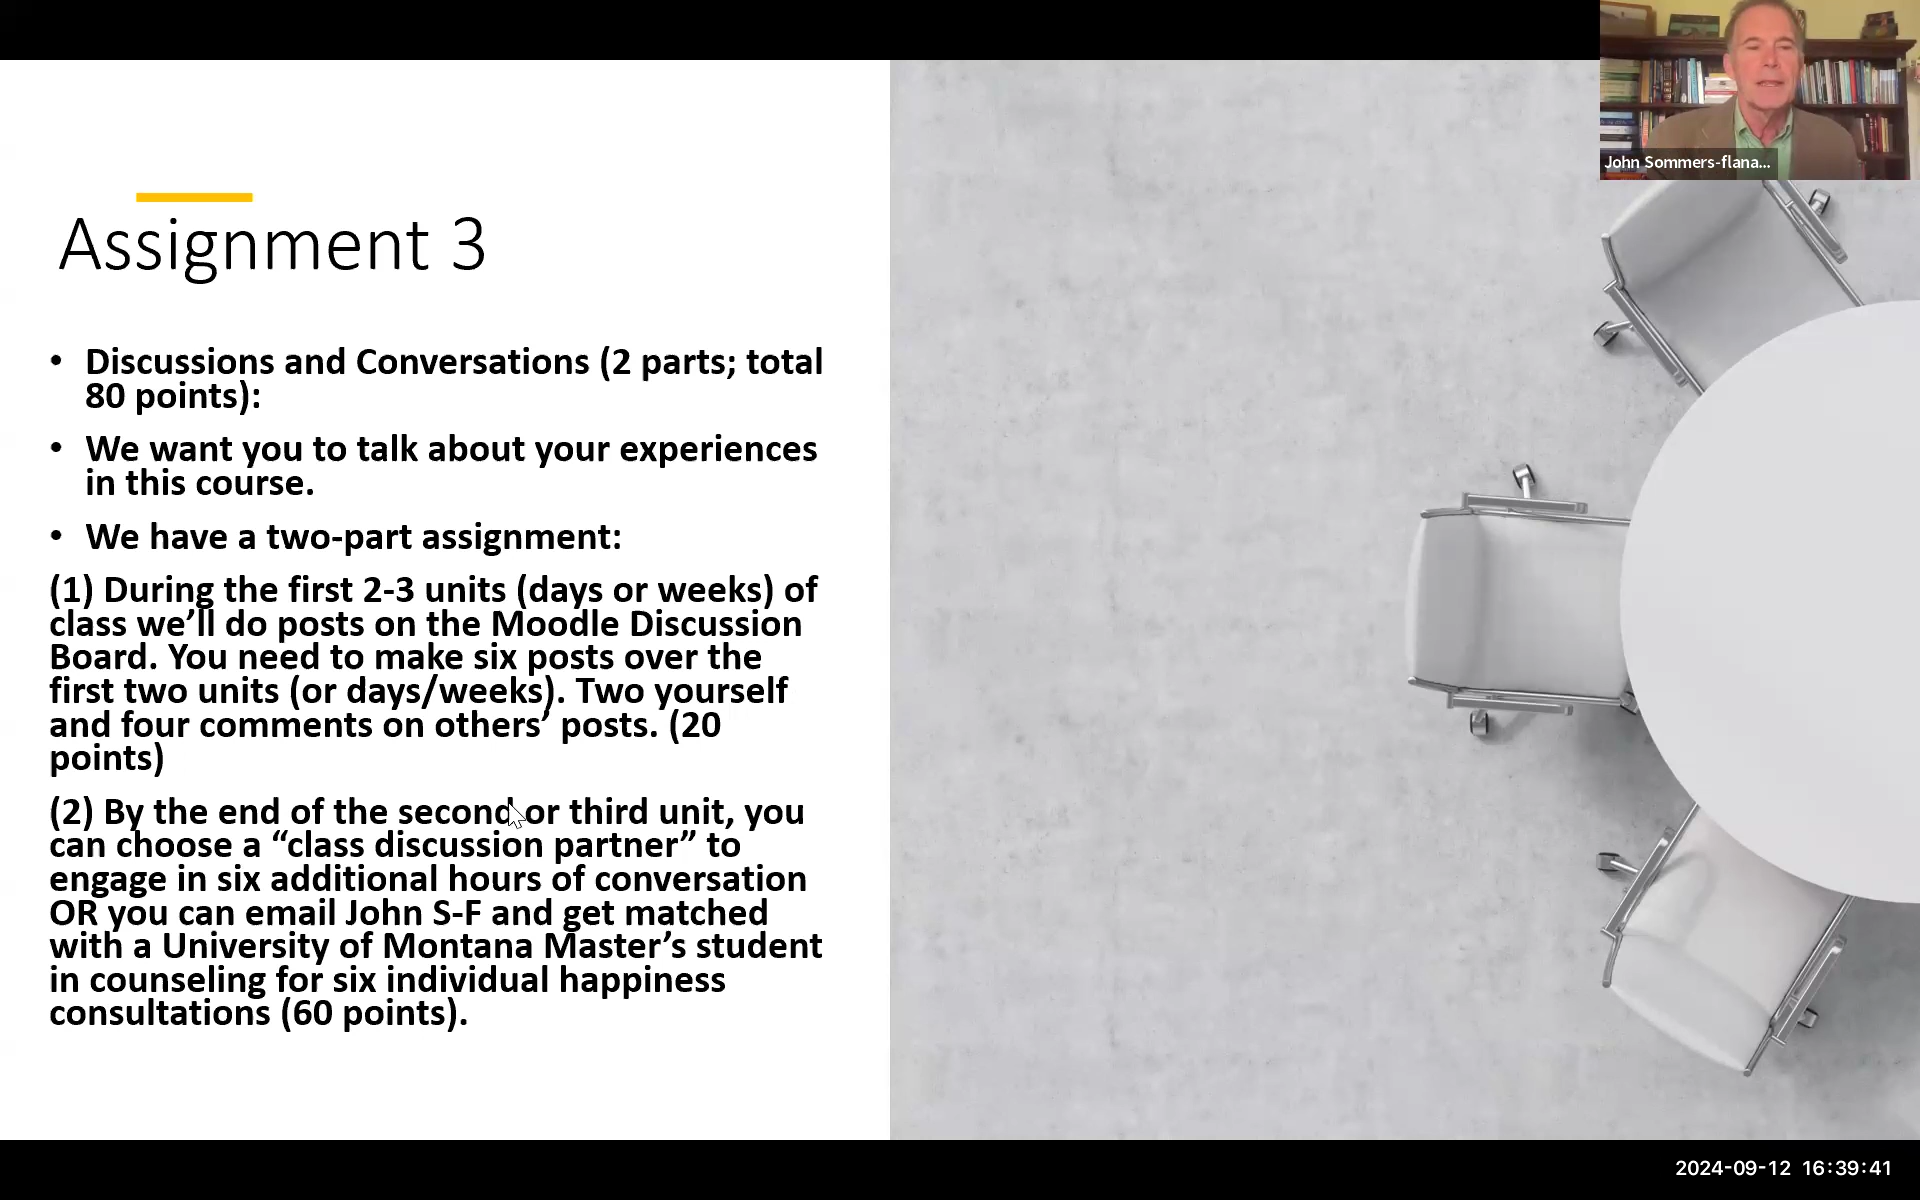 John Sommers-flana...
Assignment 3
• Discussions and Conversations (2 parts; total
80 points):
• We want you to talk about your experiences
in this course.
• We have a two-part assignment:
(1) During the first 2-3 units (days or weeks) of
class we’ll do posts on the Moodle Discussion
Board. You need to make six posts over the
first two units (or days/weeks). Two yourself
and four comments on others’ posts. (20
points)
(2) By the end of the second or third unit, you
can choose a “class discussion partner” to
engage in six additional hours of conversation
OR you can email John S-F and get matched
with a University of Montana Master’s student
in counseling for six individual happiness
consultations (60 points).
2024-09-12 16:39:41